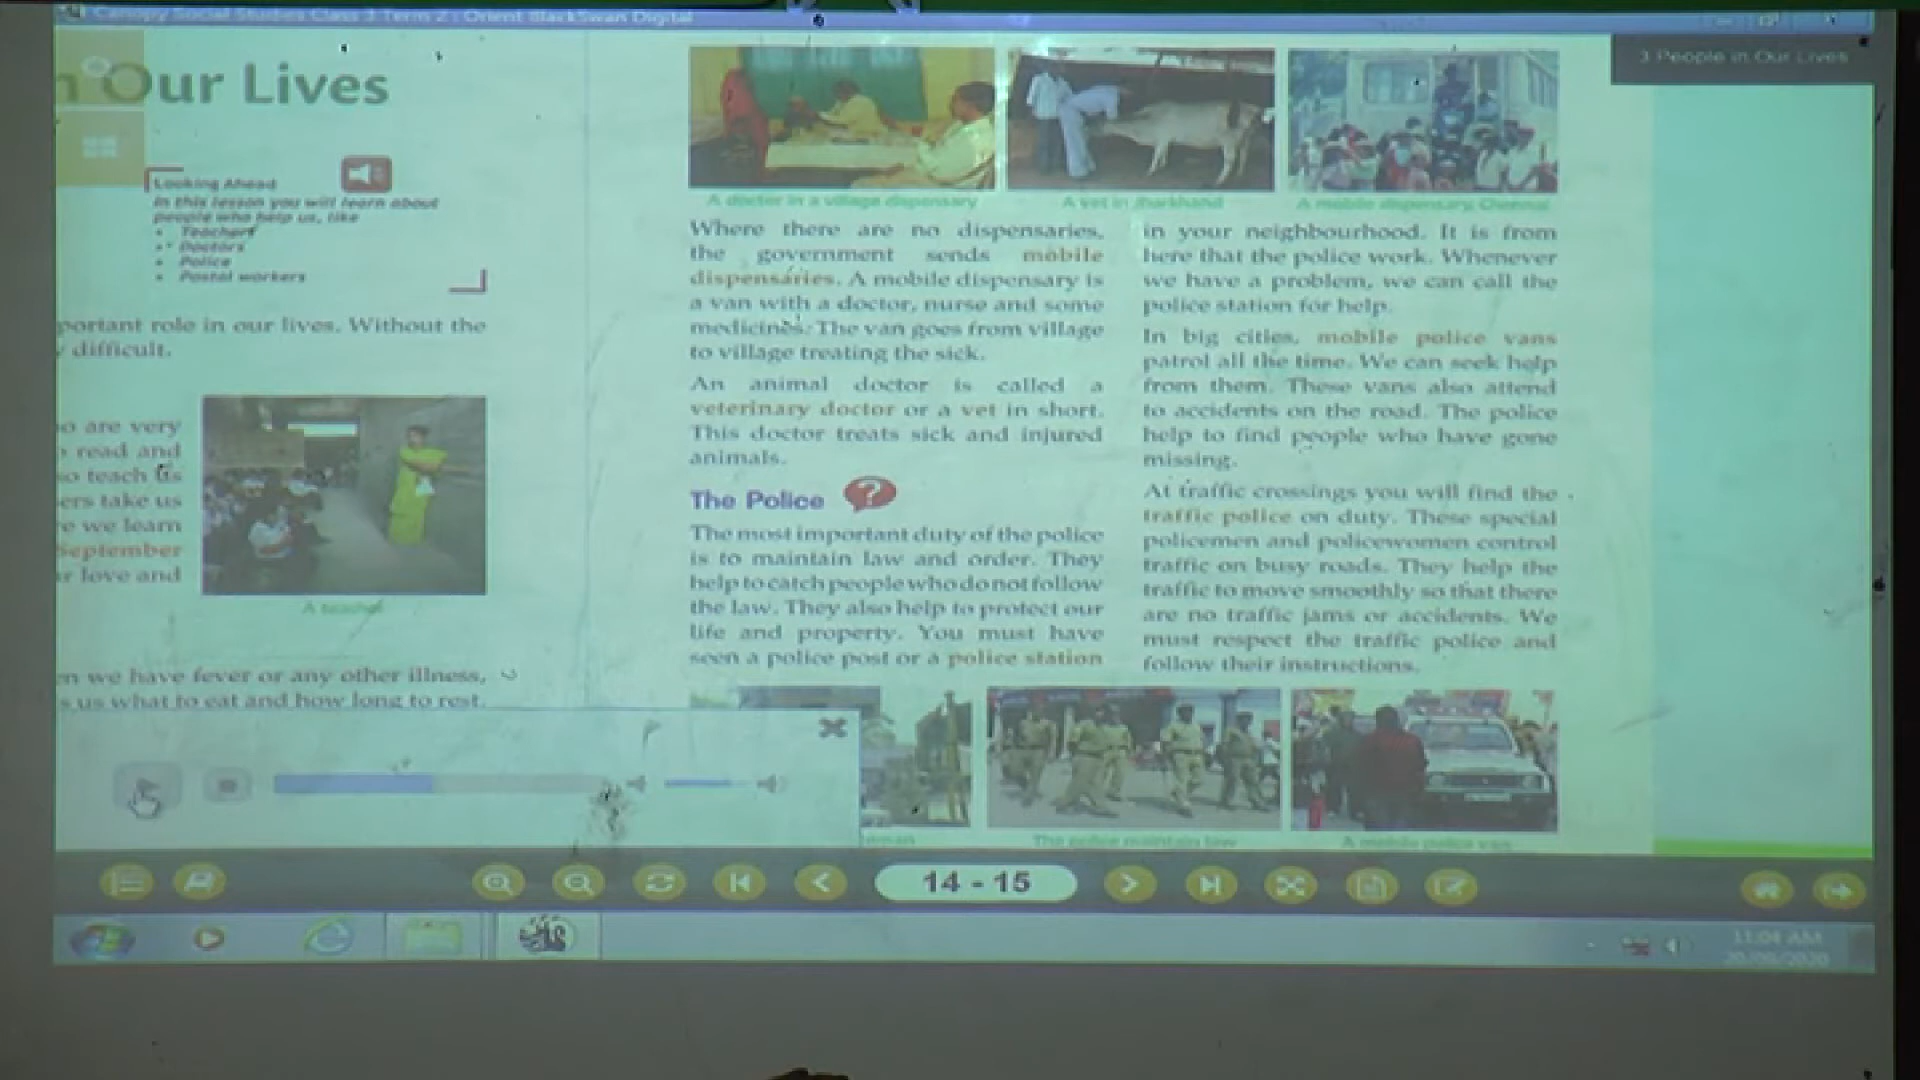 Canopy Social Studies Class 3 Term 2 : Orient BlackSwan Digital
3 People in Our Lives
n Our Lives
Looking Ahead
In this lesson you will learn about
people who help us, like
• Teachers
• Doctors
• Police
• Postal workers
portant role in our lives. Without the
difficult.
o are very
read and
so teach us
ers take us
e we learn
September
r love and
A teacher
en we have fever or any other illness,
s us what to eat and how long to rest.
A doctor in a village dispensary
A vet in Jharkhand
A mobile dispensary, Chennai
Where there are no dispensaries,
the government sends mobile
dispensaries. A mobile dispensary is
a van with a doctor, nurse and some
medicines. The van goes from village
to village treating the sick.
An animal doctor is called a
veterinary doctor or a vet in short.
This doctor treats sick and injured
animals.
The Police
?
The most important duty of the police
is to maintain law and order. They
help to catch people who do not follow
the law. They also help to protect our
life and property. You must have
seen a police post or a police station
in your neighbourhood. It is from
here that the police work. Whenever
we have a problem, we can call the
police station for help.
In big cities, mobile police vans
patrol all the time. We can seek help
from them. These vans also attend
to accidents on the road. The police
help to find people who have gone
missing.
At traffic crossings you will find the
traffic police on duty. These special
policemen and policewomen control
traffic on busy roads. They help the
traffic to move smoothly so that there
are no traffic jams or accidents. We
must respect the traffic police and
follow their instructions.
The police maintain law
A mobile police van
14 - 15
11:04 AM